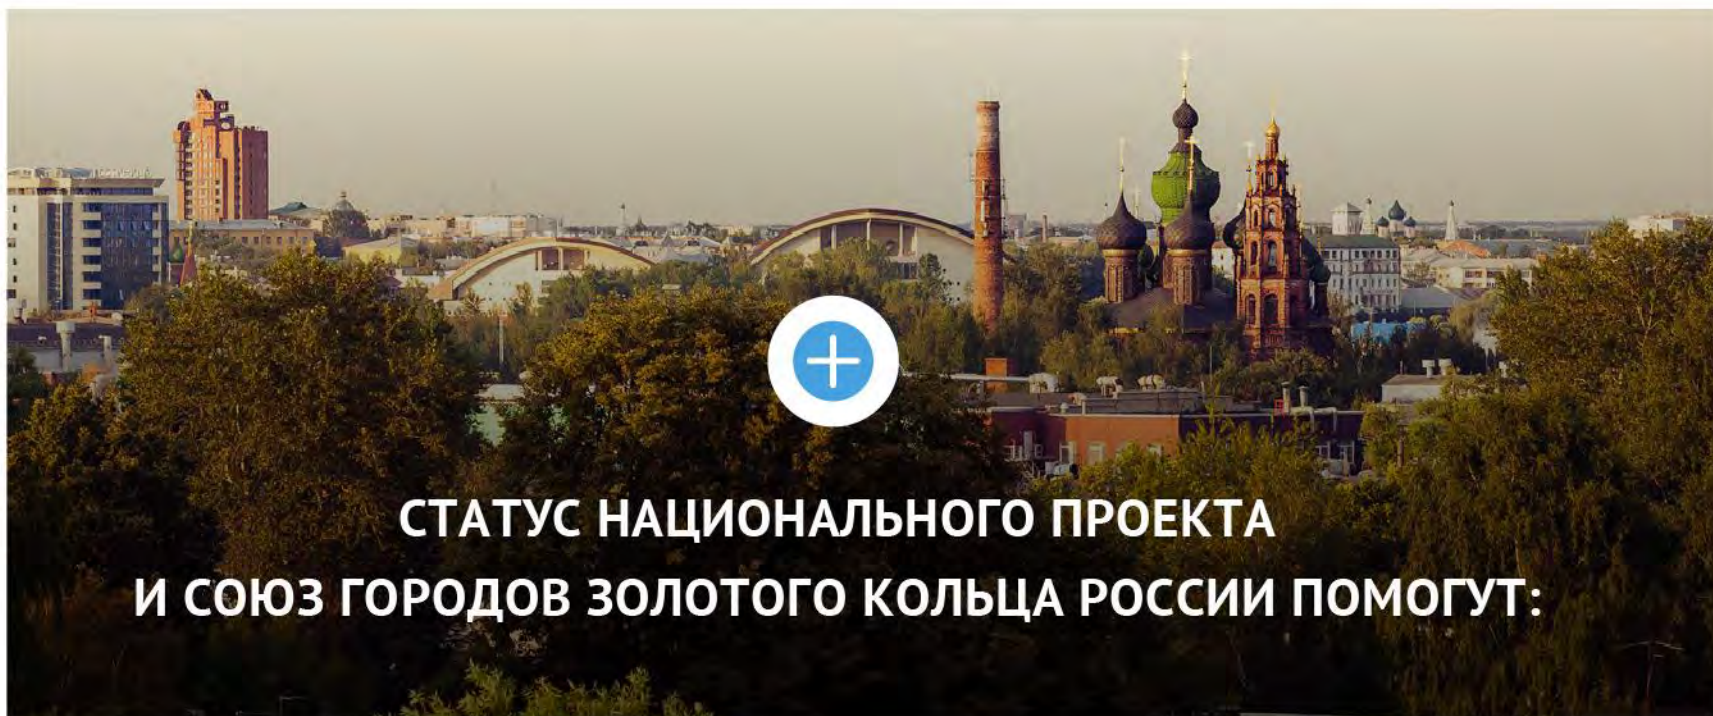 СТАТУС НАЦИОНАЛЬНОГО ПРОЕКТА
И СОЮЗ ГОРОДОВ ЗОЛОТОГО КОЛЬЦА РОССИИ ПОМОГУТ: